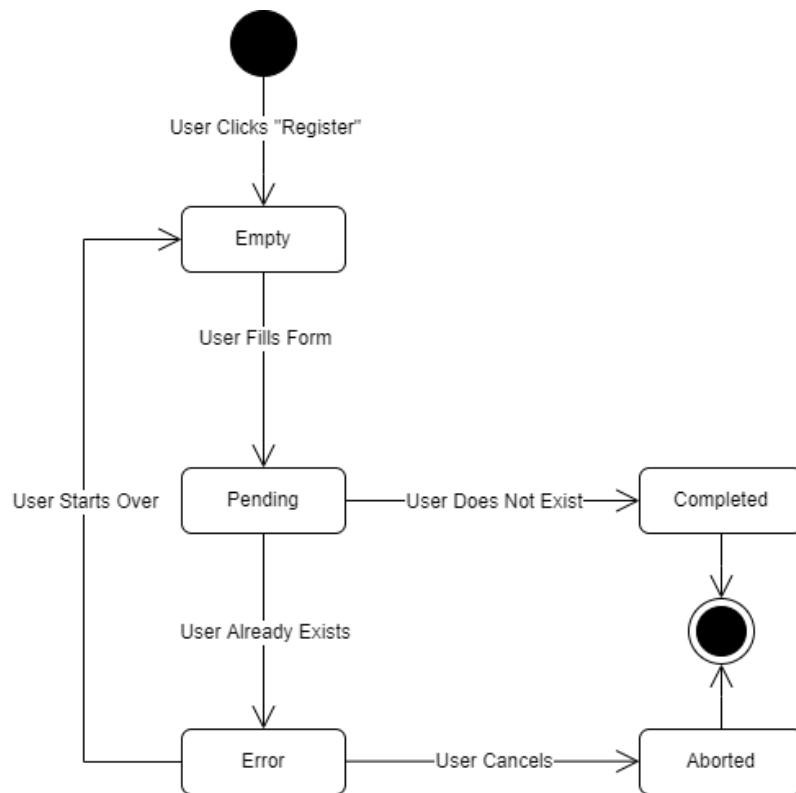 User Clicks "Register"
Empty
User Fills Form
Pending
User Does Not Exist
Completed
User Starts Over
User Already Exists
Error
User Cancels
Aborted